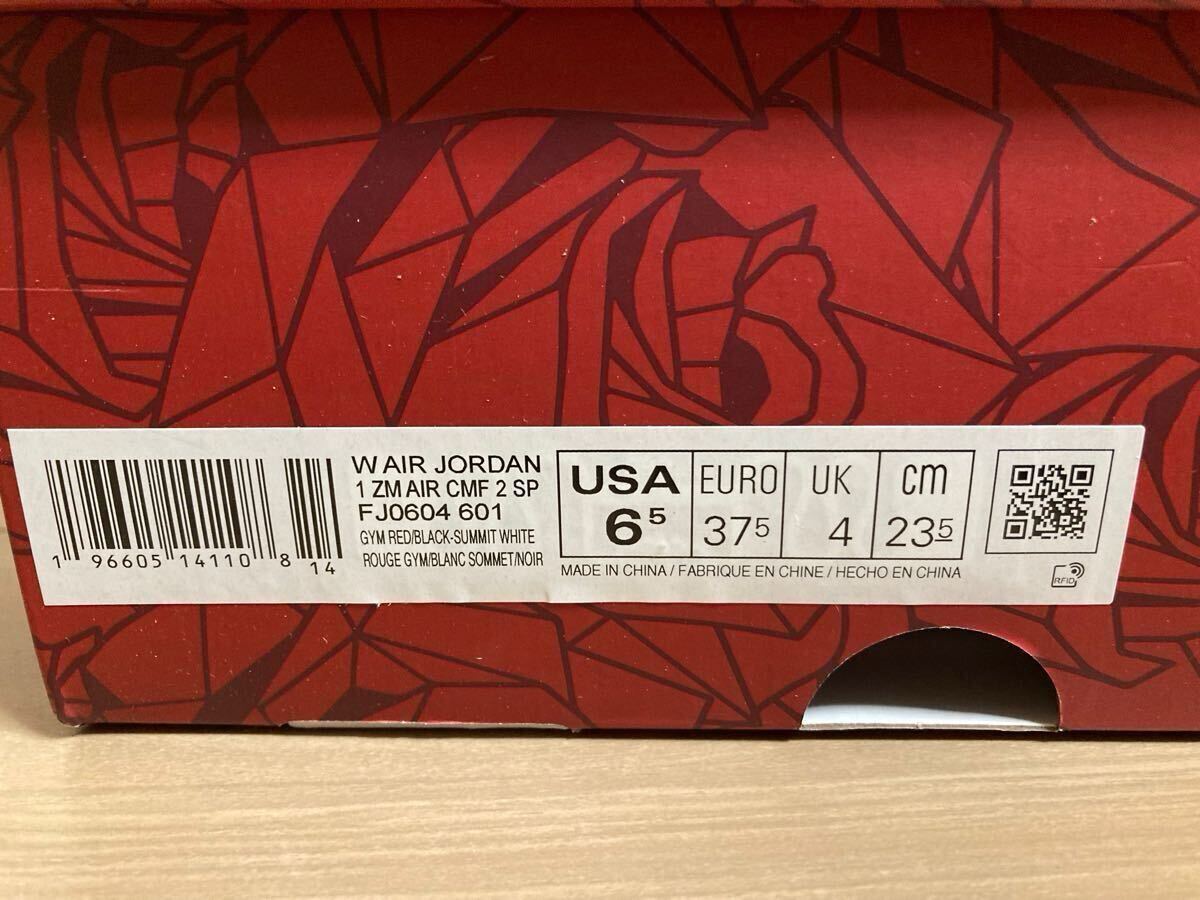 1 96605 14110 8 14
W AIR JORDAN
1 ZM AIR CMF 2 SP
FJ0604 601
GYM RED/BLACK-SUMMIT WHITE
ROUGE GYM/BLANC SOMMET/NOIR
USA EURO UK cm
6⁵ 37⁵ 4 23⁵
MADE IN CHINA / FABRIQUE EN CHINE / HECHO EN CHINA
RFID